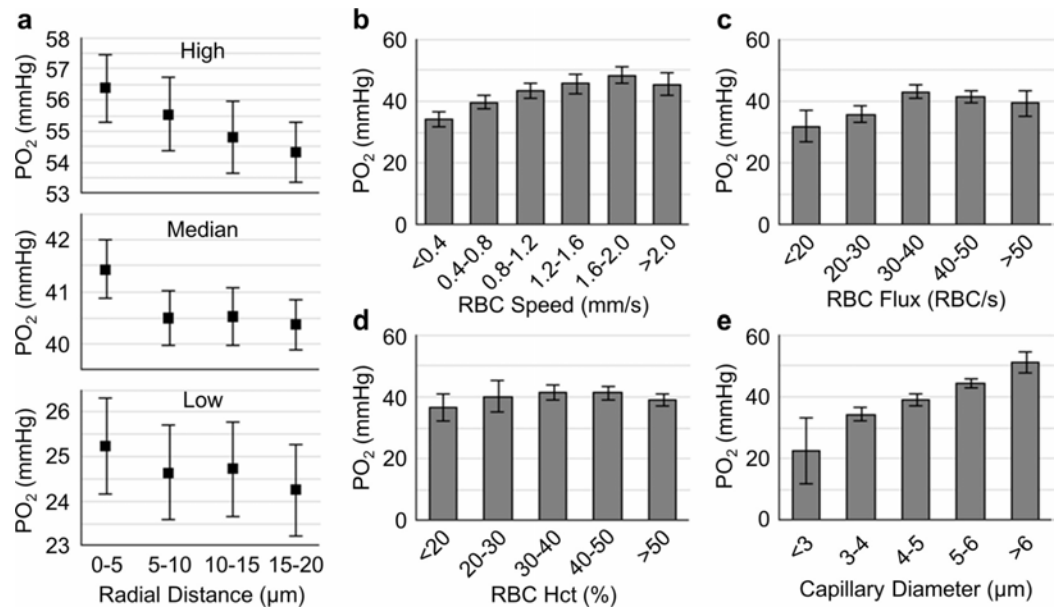 a
58
57
56
55
54
53
PO2 (mmHg)
High
42
41
40
PO2 (mmHg)
Median
26
25
24
23
PO2 (mmHg)
Low
0-5 5-10 10-15 15-20
Radial Distance (µm)
b
60
40
20
0
PO2 (mmHg)
<0.4 0.4-0.8 0.8-1.2 1.2-1.6 1.6-2.0 >2.0
RBC Speed (mm/s)
c
60
40
20
0
PO2 (mmHg)
<20 20-30 30-40 40-50 >50
RBC Flux (RBC/s)
d
60
40
20
0
PO2 (mmHg)
<20 20-30 30-40 40-50 >50
RBC Hct (%)
e
60
40
20
0
PO2 (mmHg)
<3 3-4 4-5 5-6 >6
Capillary Diameter (µm)